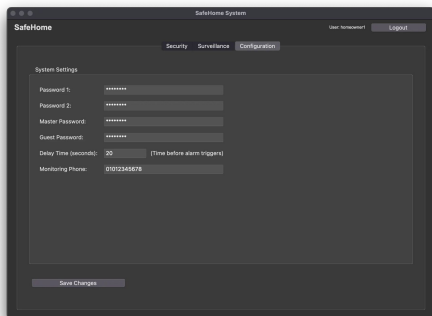 SafeHome System
SafeHome User: homeowner1 Logout
Security Surveillance Configuration
System Settings
Password 1: ********
Password 2: ********
Master Password: ********
Guest Password: ********
Delay Time (seconds): 20 (Time before alarm triggers)
Monitoring Phone: 01012345678
Save Changes